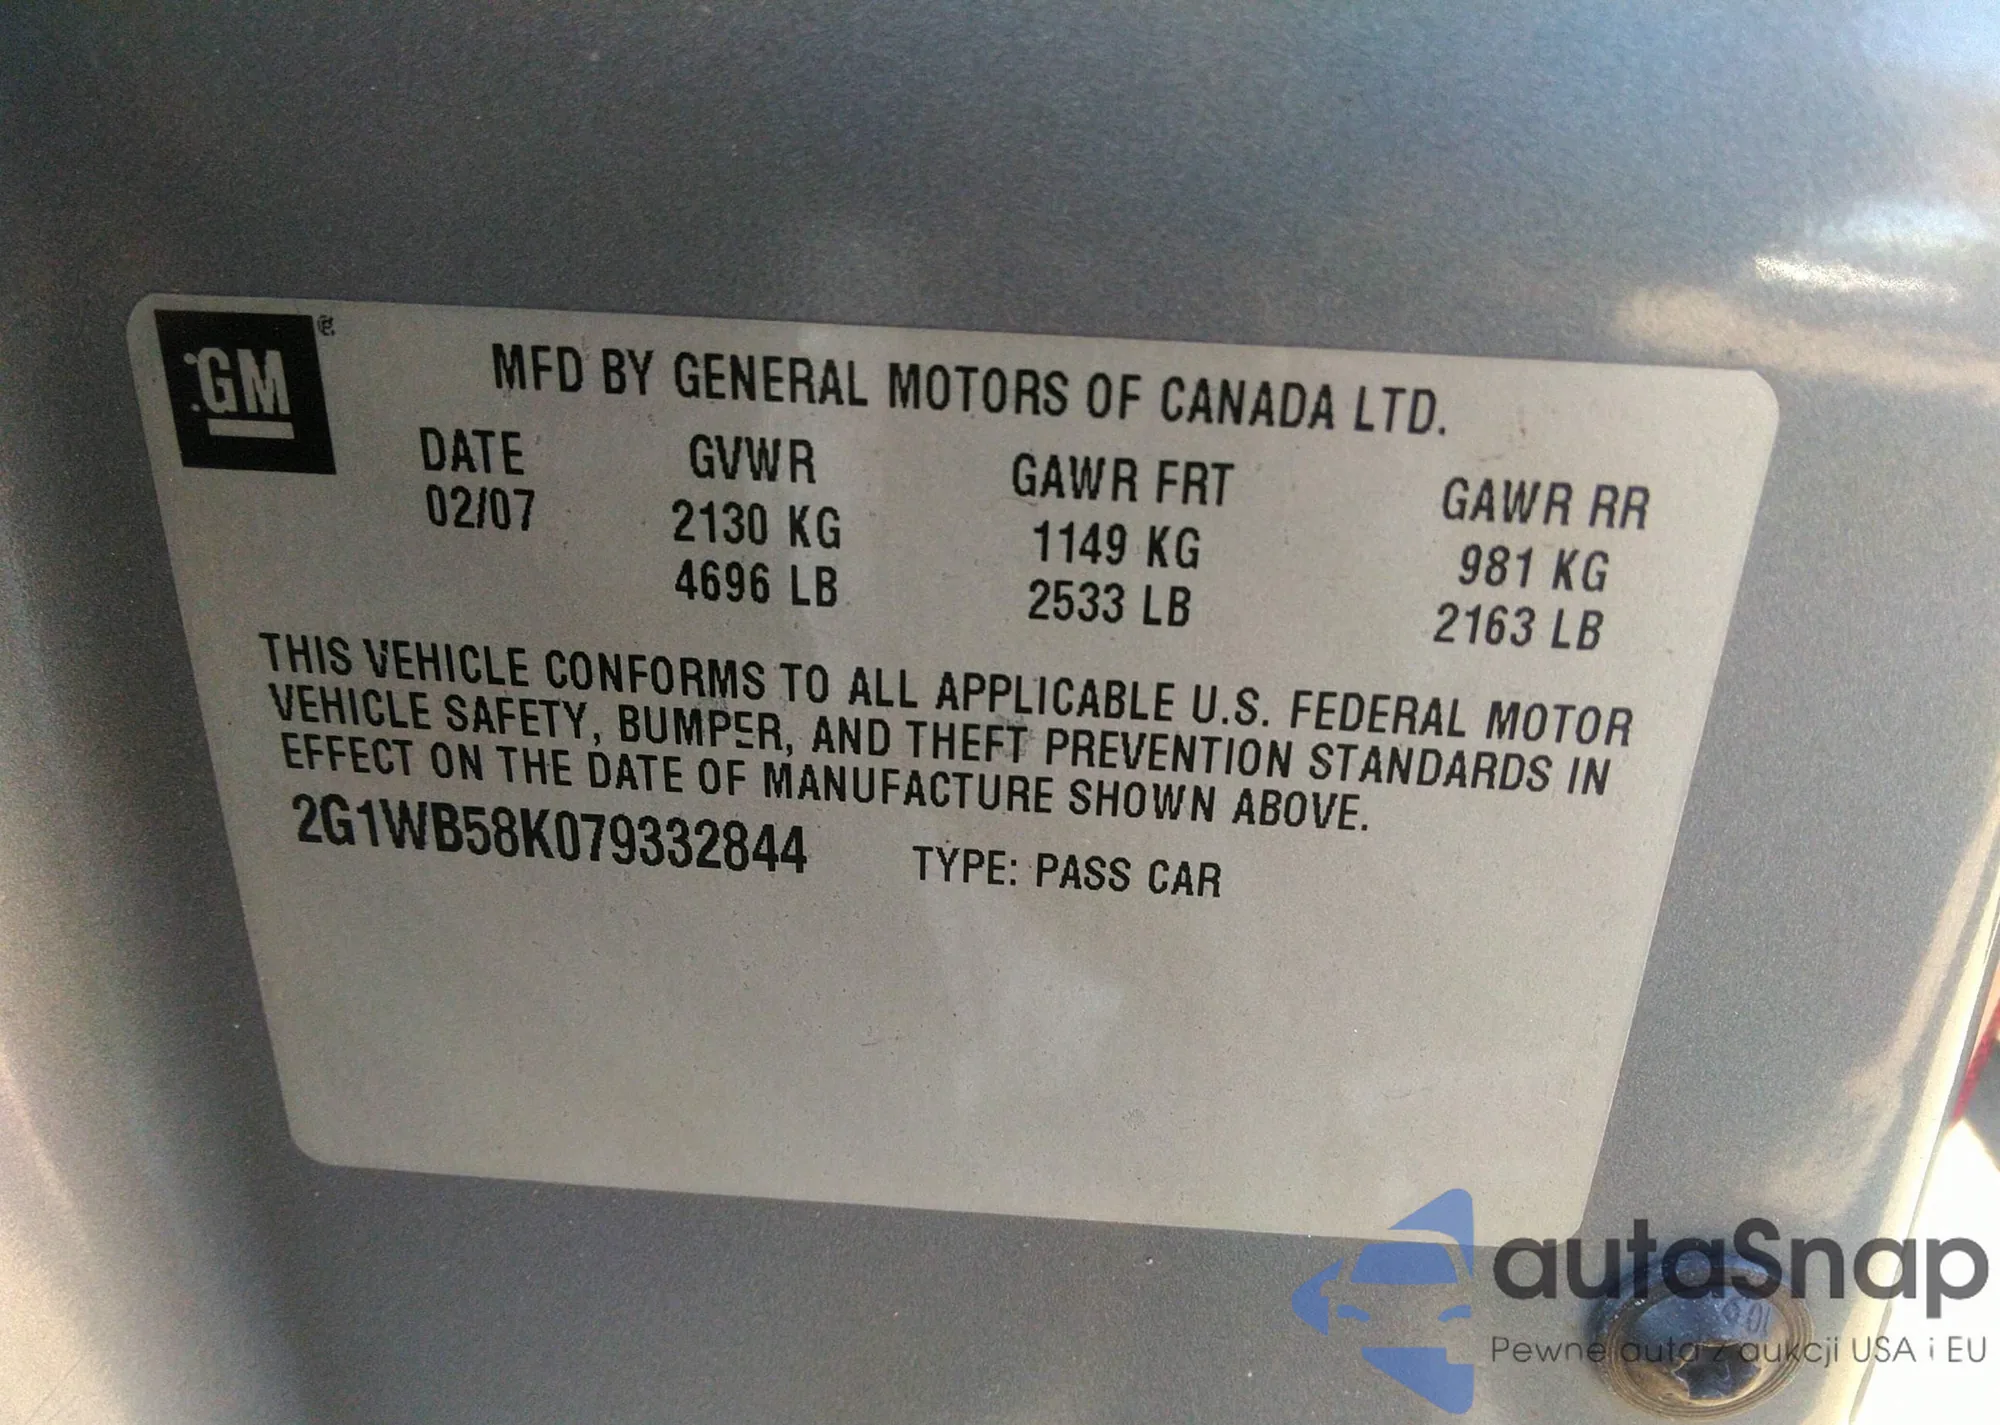 GM ®
MFD BY GENERAL MOTORS OF CANADA LTD.
DATE GVWR GAWR FRT GAWR RR
02/07 2130 KG 1149 KG 981 KG
4696 LB 2533 LB 2163 LB
THIS VEHICLE CONFORMS TO ALL APPLICABLE U.S. FEDERAL MOTOR
VEHICLE SAFETY, BUMPER, AND THEFT PREVENTION STANDARDS IN
EFFECT ON THE DATE OF MANUFACTURE SHOWN ABOVE.
2G1WB58K079332844 TYPE: PASS CAR
autaSnap
Pewne auta z aukcji USA i EU